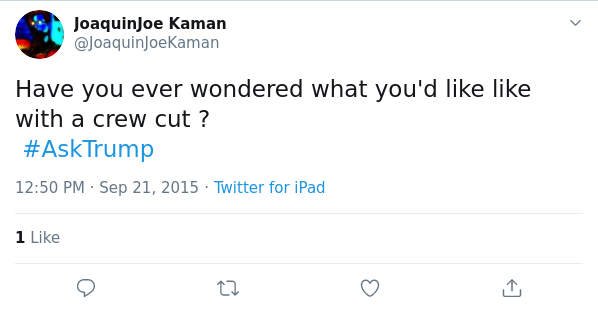 JoaquinJoe Kaman
@JoaquinJoeKaman
Have you ever wondered what you'd like like
with a crew cut ?
#AskTrump
12:50 PM · Sep 21, 2015 · Twitter for iPad
1 Like